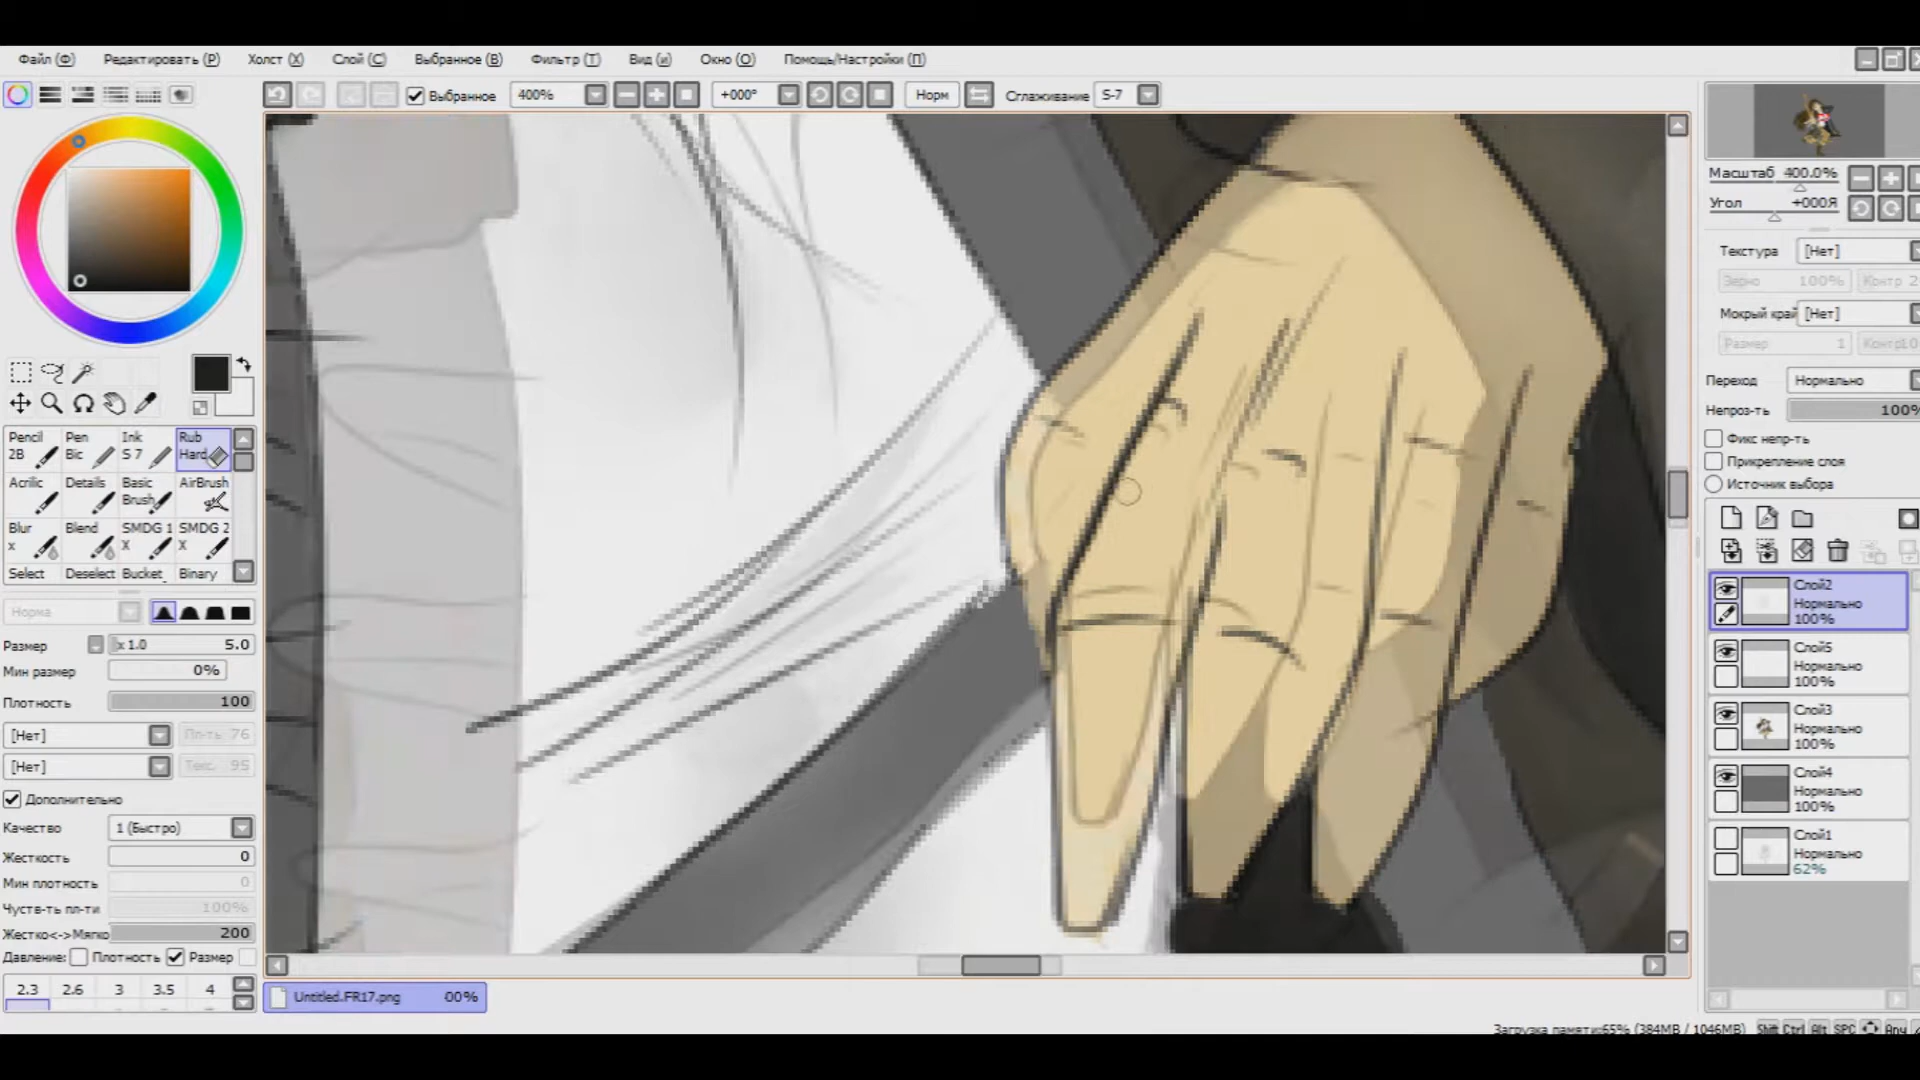 Файл (Ф) Редактировать (Р) Холст (X) Слой (С) Выбранное (В) Фильтр (Т) Вид (и) Окно (О) Помощь/Настройки (П)
Выбранное 400% +000° Норм Сглаживание S-7
Масштаб 400.0%
Угол +000Я
Текстура [Нет]
Зерно 100% Контр 2
Мокрый край [Нет]
Размер 1 Контр10
Переход Нормально
Непроз-ть 100%
Фикс непр-ть
Прикрепление слоя
Источник выбора
Pencil 2B Pen Bic Ink S 7 Rub Hard
Acrilic Details Basic Brush AirBrush
Blur x Blend SMDG 1 X SMDG 2 X
Select Deselect Bucket_ Binary
Норма
Размер x 1.0 5.0
Мин размер 0%
Плотность 100
[Нет] Пл-ть 76
[Нет] Текс. 95
Дополнительно
Качество 1 (Быстро)
Жесткость 0
Мин плотность 0
Чуств-ть пл-ти 100%
Жестко<->Мягко 200
Давление: Плотность Размер
2.3 2.6 3 3.5 4
Слой2
Нормально
100%
Слой5
Нормально
100%
Слой3
Нормально
100%
Слой4
Нормально
100%
Слой1
Нормально
62%
Untitled.FR17.png 00%
Загрузка памяти:65% (384MB / 1046MB) Shift Ctrl Alt SPC Any